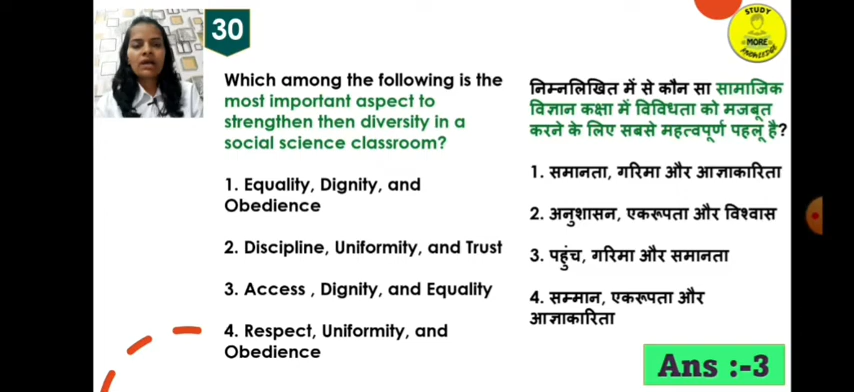 30
STUDY
MORE
KNOWLEDGE
Which among the following is the
most important aspect to
strengthen then diversity in a
social science classroom?
1. Equality, Dignity, and
Obedience
2. Discipline, Uniformity, and Trust
3. Access , Dignity, and Equality
4. Respect, Uniformity, and
Obedience
निम्नलिखित में से कौन सा सामाजिक
विज्ञान कक्षा में विविधता को मजबूत
करने के लिए सबसे महत्वपूर्ण पहलू है?
1. समानता, गरिमा और आज्ञाकारिता
2. अनुशासन, एकरूपता और विश्वास
3. पहुंच, गरिमा और समानता
4. सम्मान, एकरूपता और
आज्ञाकारिता
Ans :-3